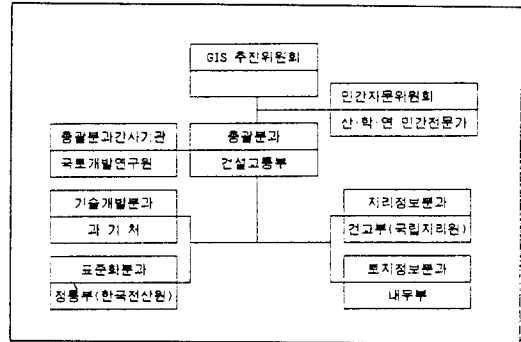 GIS 추진위원회
민간자문위원회
산·학·연 민간전문가
총괄분과간사기관
국토개발연구원
총괄분과
건설교통부
기술개발분과
과 기 처
지리정보분과
건교부(국립지리원)
표준화분과
정통부(한국전산원)
토지정보분과
내무부